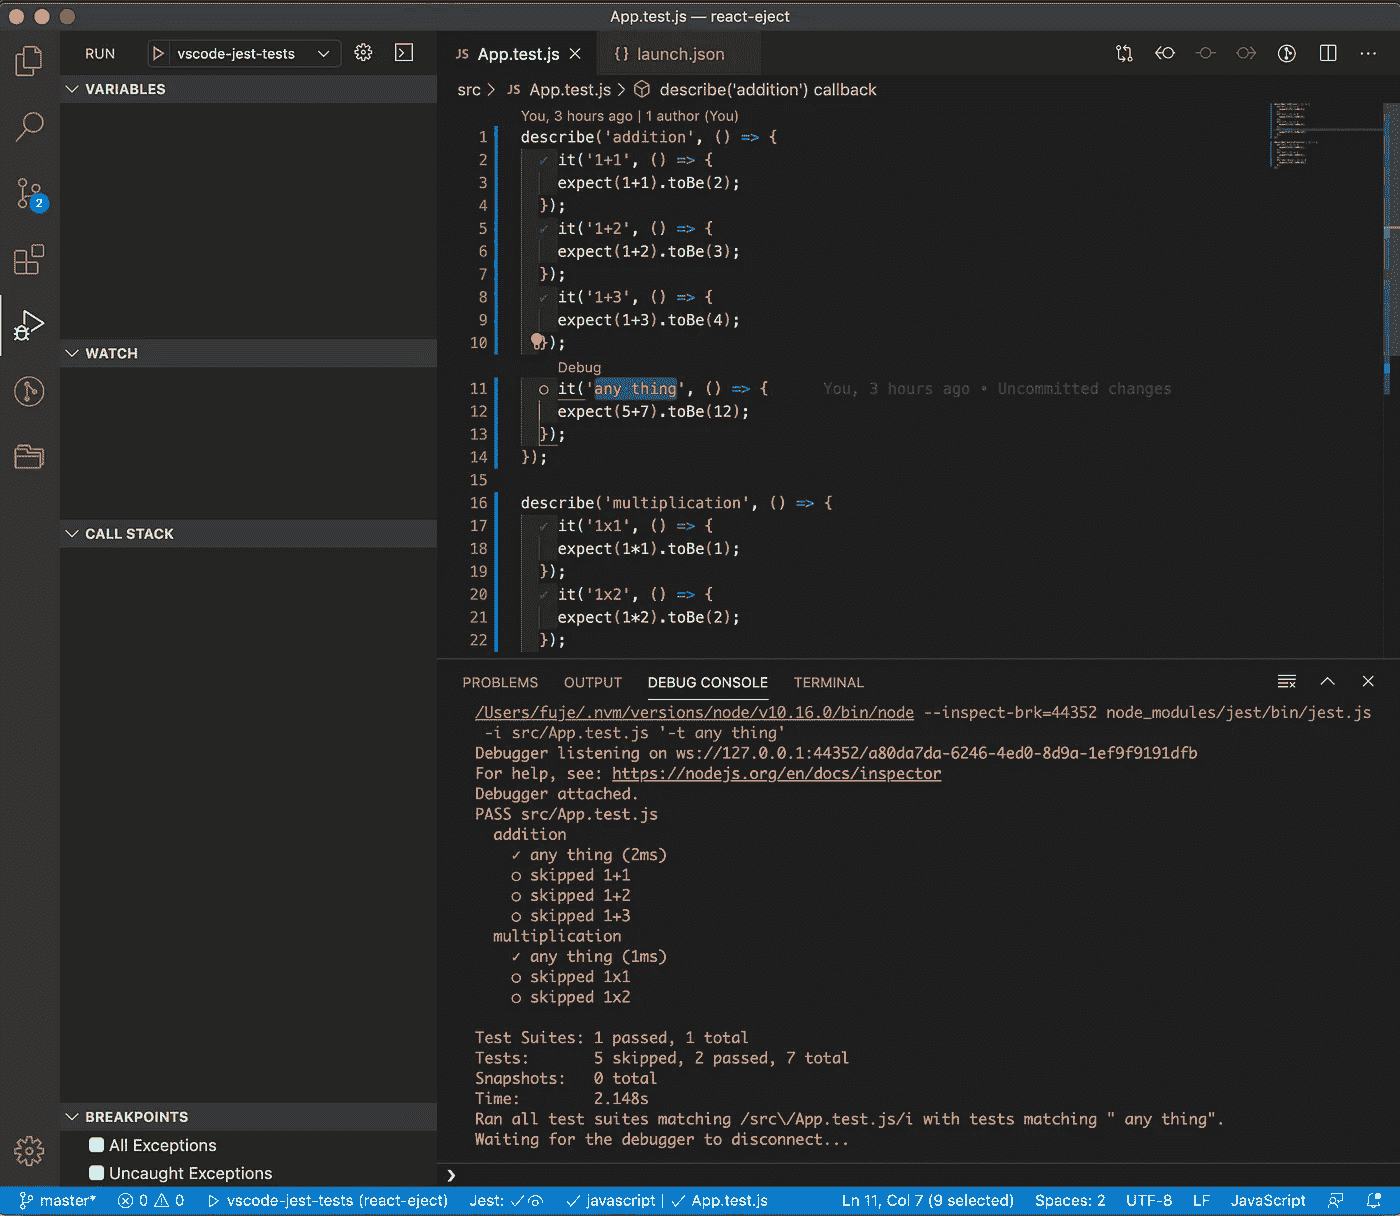 App.test.js — react-eject
RUN
vscode-jest-tests
JS App.test.js
{} launch.json
VARIABLES
src > JS App.test.js > describe('addition') callback
You, 3 hours ago | 1 author (You)
1 describe('addition', () => {
2 it('1+1', () => {
3 expect(1+1).toBe(2);
4 });
5 it('1+2', () => {
6 expect(1+2).toBe(3);
7 });
8 it('1+3', () => {
9 expect(1+3).toBe(4);
10 });
Debug
11 it('any thing', () => { You, 3 hours ago • Uncommitted changes
12 expect(5+7).toBe(12);
13 });
14 });
15
16 describe('multiplication', () => {
17 it('1x1', () => {
18 expect(1*1).toBe(1);
19 });
20 it('1x2', () => {
21 expect(1*2).toBe(2);
22 });
2
WATCH
CALL STACK
PROBLEMS OUTPUT DEBUG CONSOLE TERMINAL
/Users/fuje/.nvm/versions/node/v10.16.0/bin/node --inspect-brk=44352 node_modules/jest/bin/jest.js
-i src/App.test.js '-t any thing'
Debugger listening on ws://127.0.0.1:44352/a80da7da-6246-4ed0-8d9a-1ef9f9191dfb
For help, see: https://nodejs.org/en/docs/inspector
Debugger attached.
PASS src/App.test.js
addition
✓ any thing (2ms)
○ skipped 1+1
○ skipped 1+2
○ skipped 1+3
multiplication
✓ any thing (1ms)
○ skipped 1x1
○ skipped 1x2
Test Suites: 1 passed, 1 total
Tests: 5 skipped, 2 passed, 7 total
Snapshots: 0 total
Time: 2.148s
Ran all test suites matching /src\/App.test.js/i with tests matching " any thing".
Waiting for the debugger to disconnect...
BREAKPOINTS
All Exceptions
Uncaught Exceptions
master* 0 0 vscode-jest-tests (react-eject) Jest: ✓ ✓ javascript | ✓ App.test.js Ln 11, Col 7 (9 selected) Spaces: 2 UTF-8 LF JavaScript